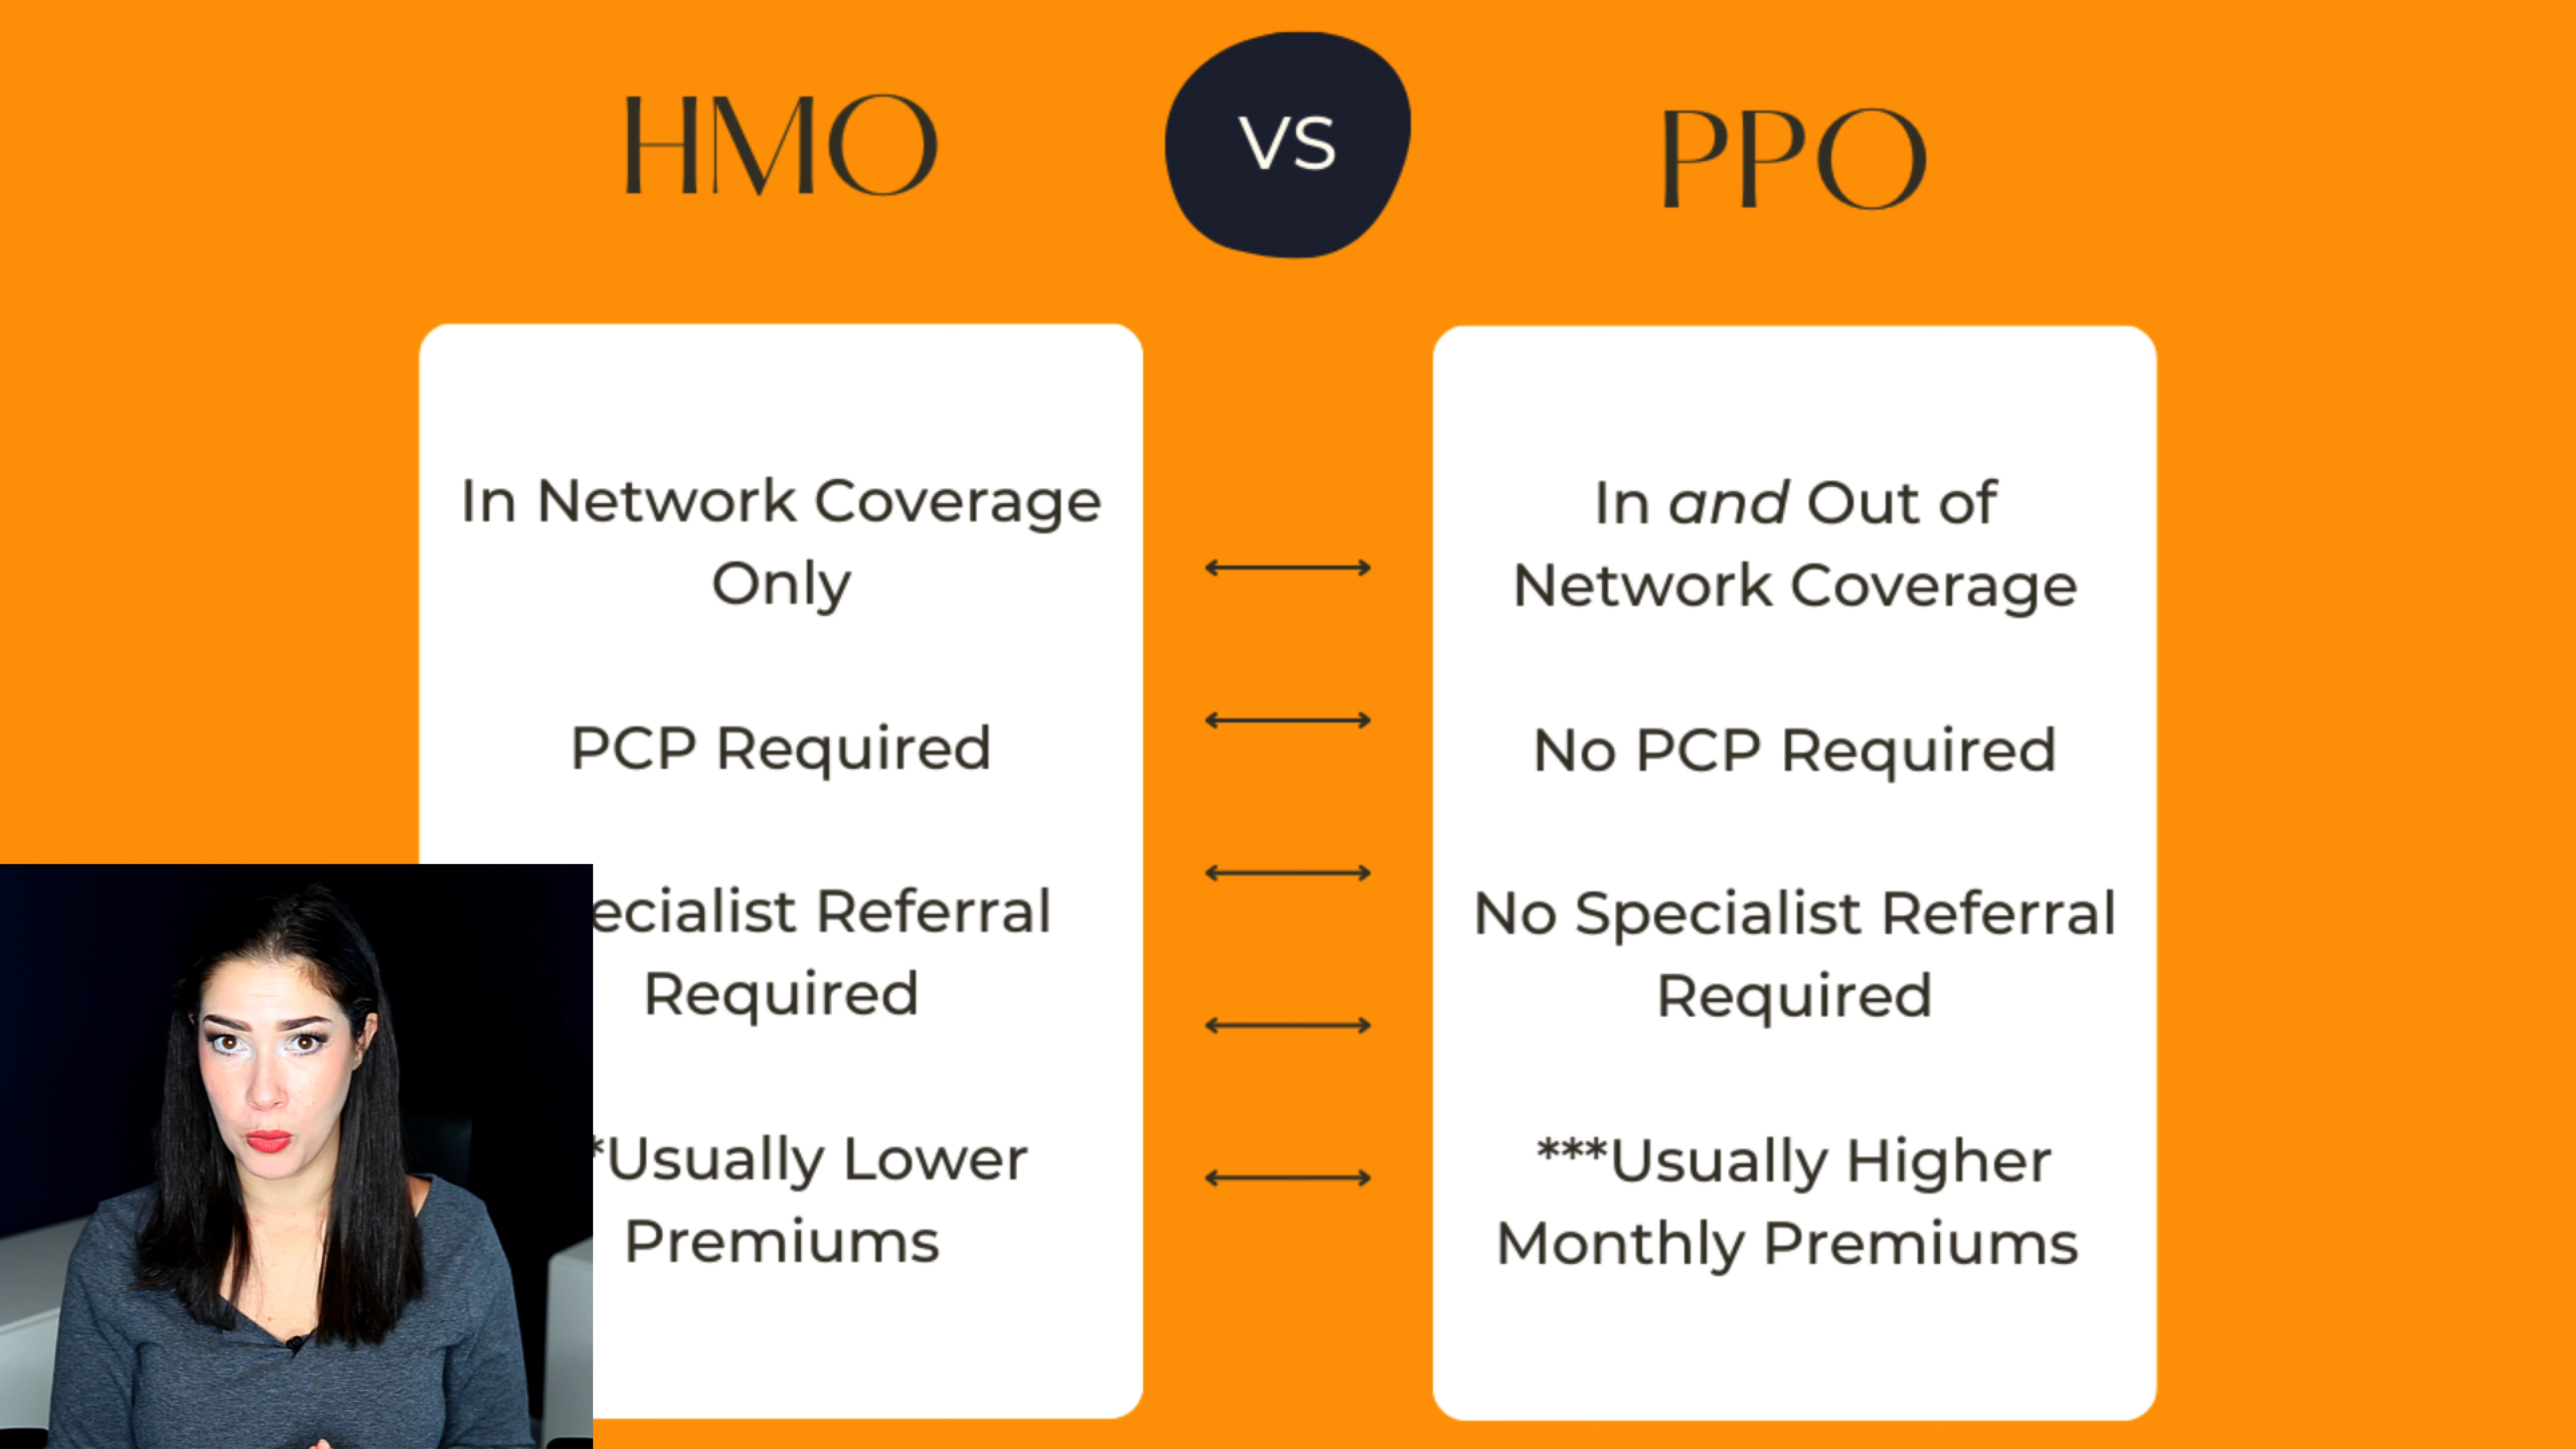 HMO
VS
PPO
In Network Coverage
Only
PCP Required
ecialist Referral
Required
*Usually Lower
Premiums
In and Out of
Network Coverage
No PCP Required
No Specialist Referral
Required
***Usually Higher
Monthly Premiums